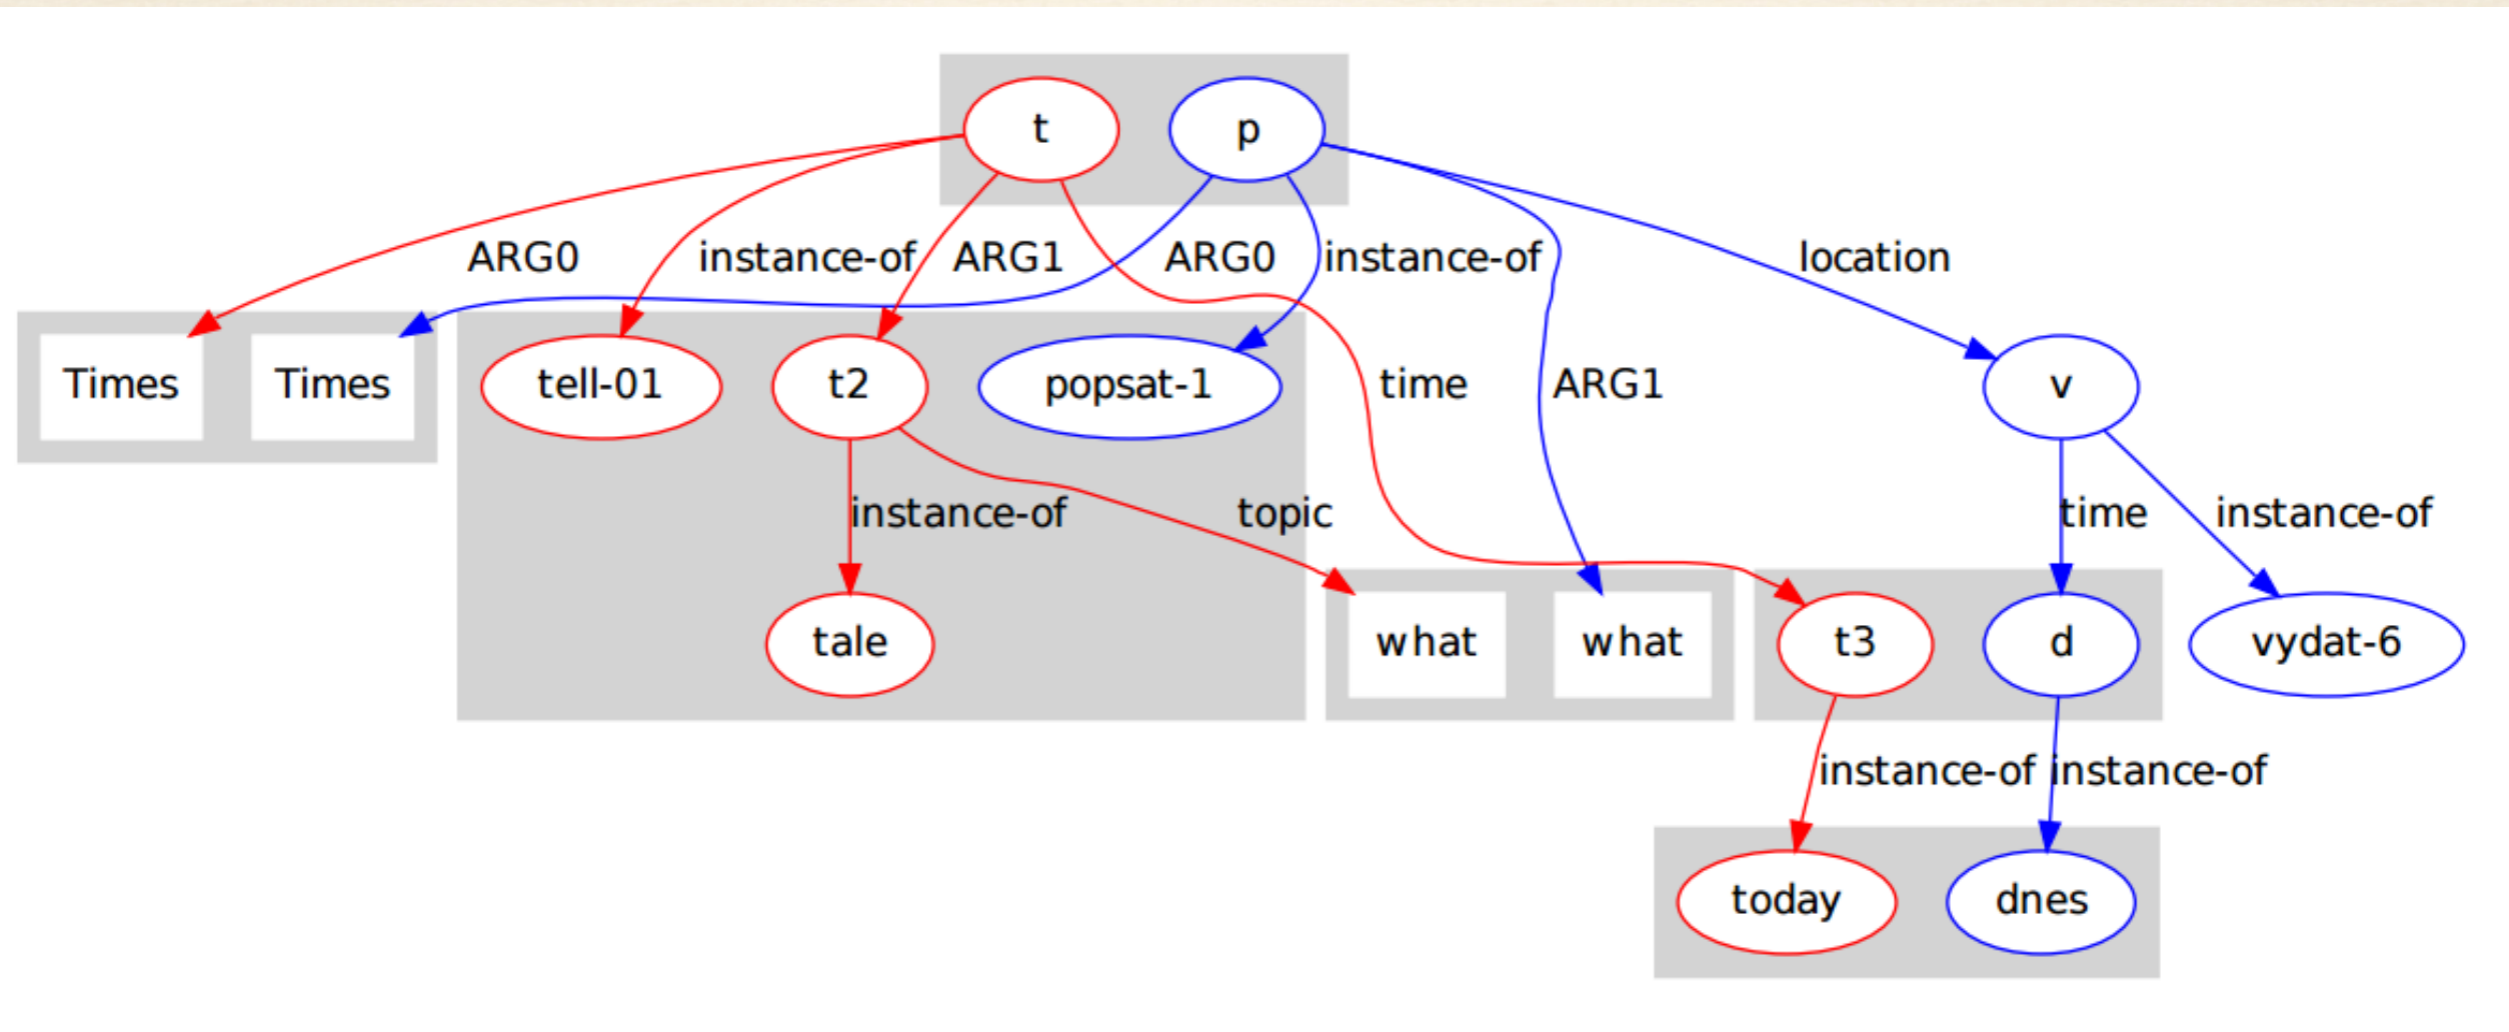 t p
ARG0 instance-of ARG1 ARG0 instance-of location
Times Times tell-01 t2 popsat-1 time ARG1 v
instance-of topic time instance-of
tale what what t3 d vydat-6
instance-of instance-of
today dnes